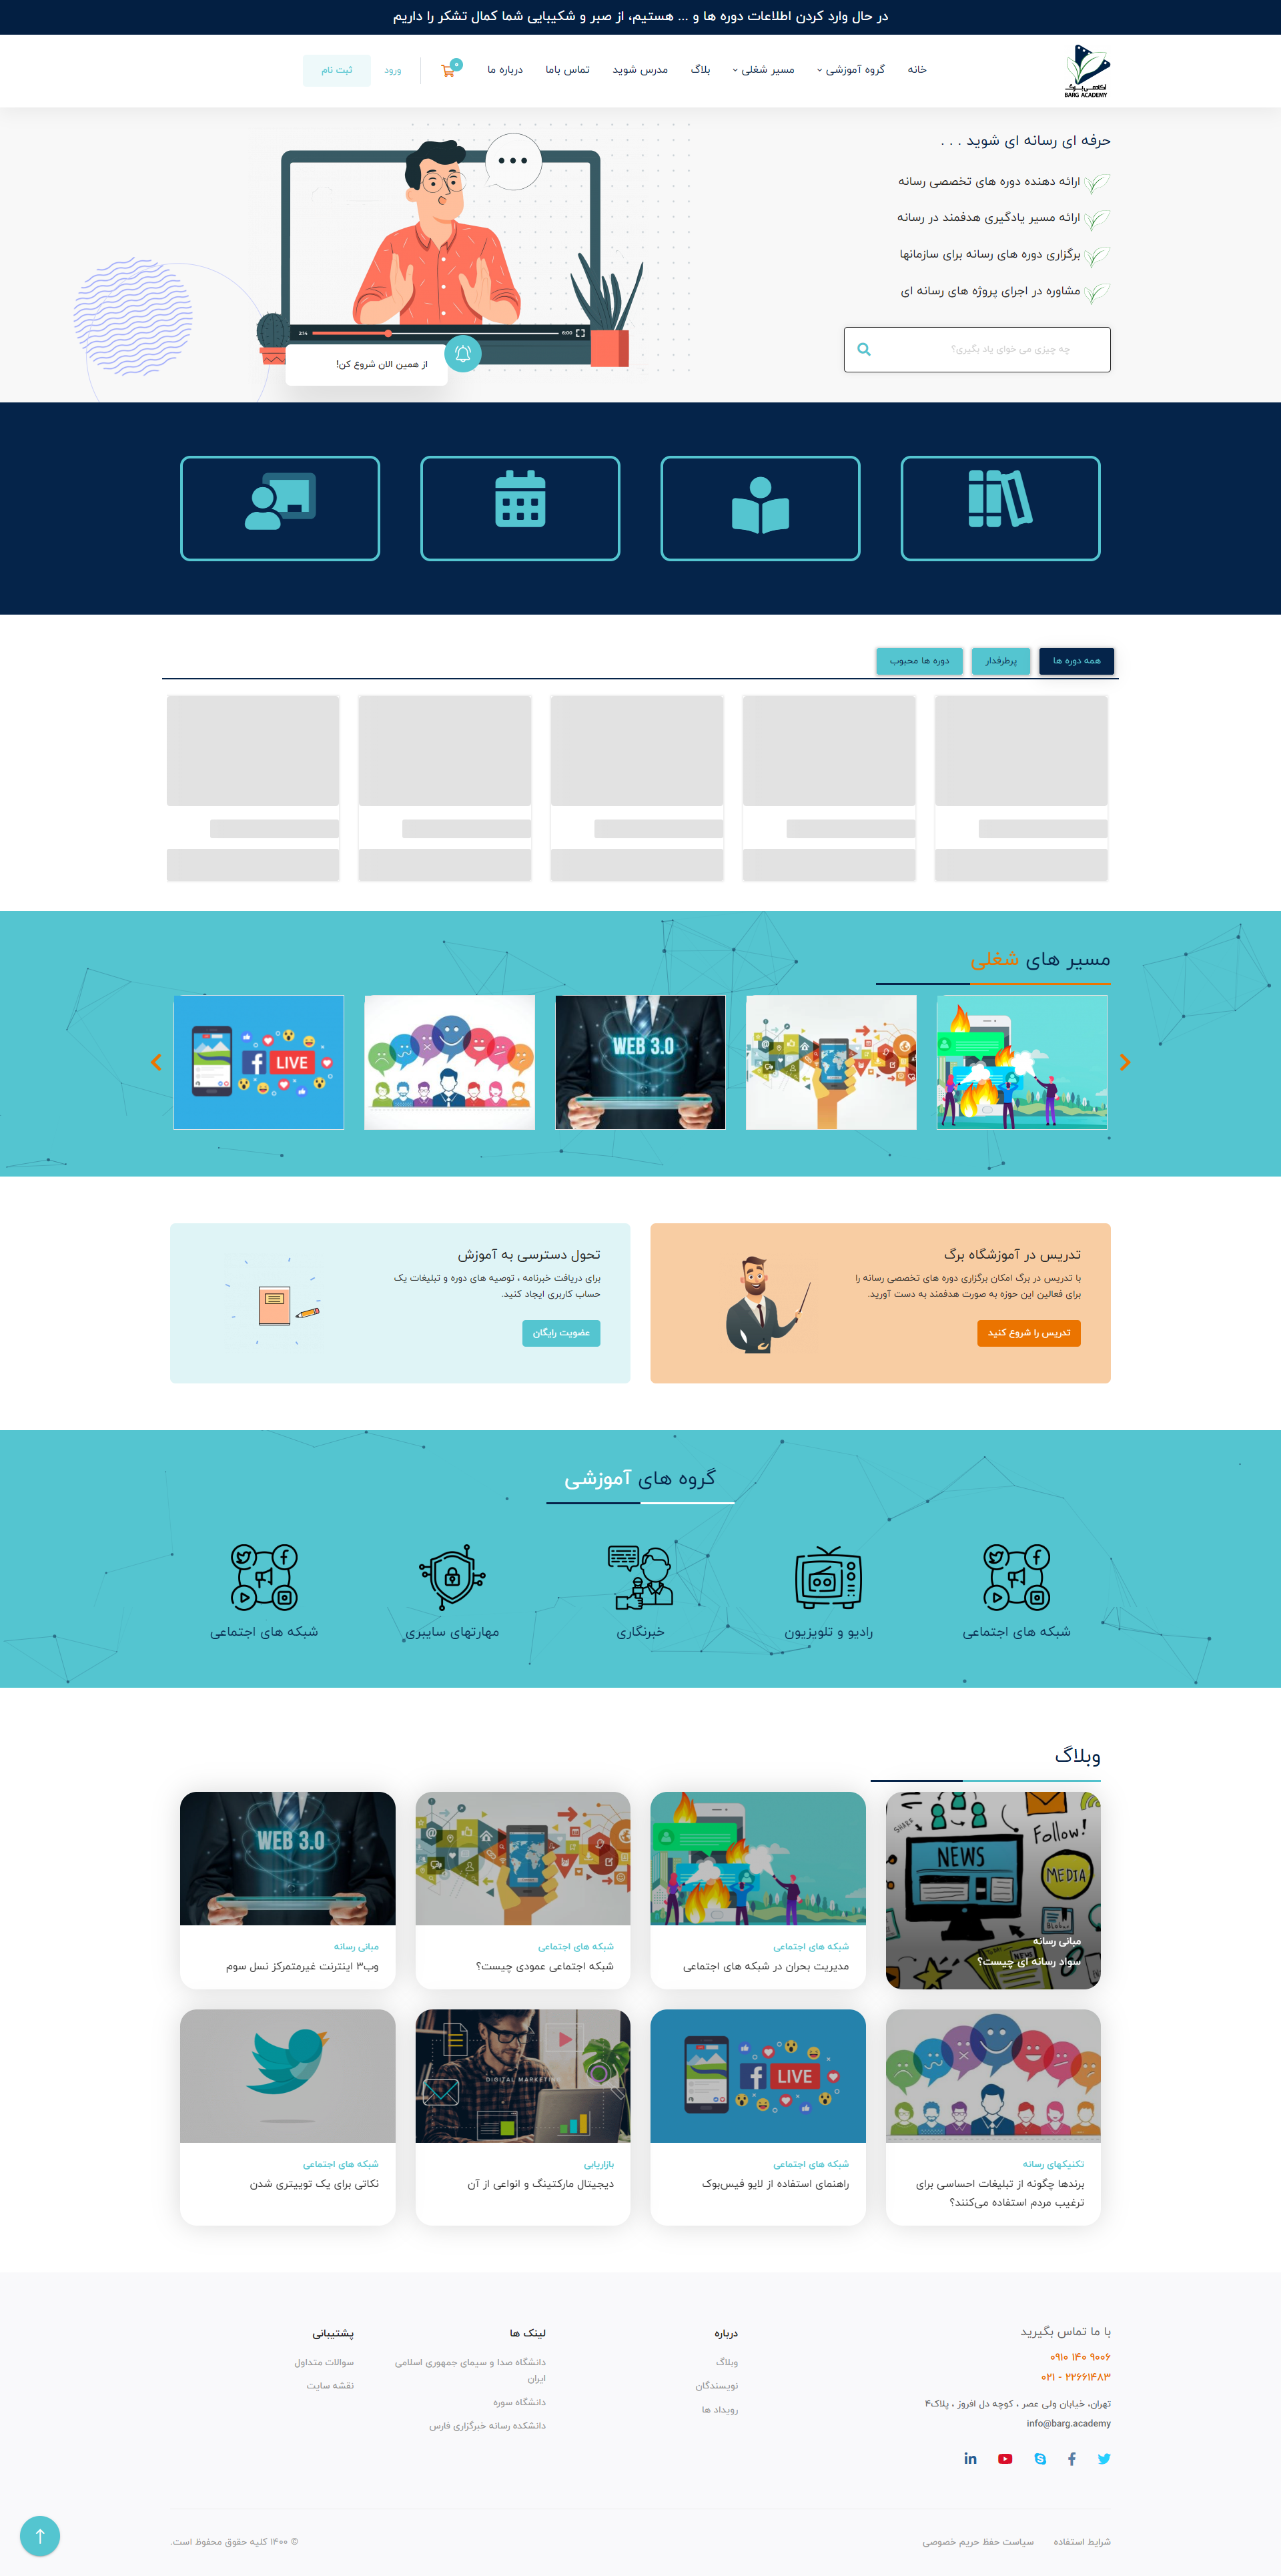 در حال وارد کردن اطلاعات دوره ها و ... هستیم، از صبر و شکیبایی شما کمال تشکر را داریم
آکادمی برگ
BARG ACADEMY
خانه
گروه آموزشی
مسیر شغلی
بلاگ
مدرس شوید
تماس باما
درباره ما
۰
ورود
ثبت نام
حرفه ای رسانه ای شوید . . .
ارائه دهنده دوره های تخصصی رسانه
ارائه مسیر یادگیری هدفمند در رسانه
برگزاری دوره های رسانه برای سازمانها
مشاوره در اجرای پروژه های رسانه ای
چه چیزی می خوای یاد بگیری؟
2:14
6:00
از همین الان شروع کن!
همه دوره ها
پرطرفدار
دوره ها محبوب
مسیر های شغلی
WEB 3.0
LIVE
تدریس در آموزشگاه برگ
با تدریس در برگ امکان برگزاری دوره های تخصصی رسانه را
برای فعالین این حوزه به صورت هدفمند به دست آورید.
تدریس را شروع کنید
تحول دسترسی به آموزش
برای دریافت خبرنامه ، توصیه های دوره و تبلیغات یک
حساب کاربری ایجاد کنید.
عضویت رایگان
گروه های آموزشی
شبکه های اجتماعی
رادیو و تلویزیون
خبرنگاری
مهارتهای سایبری
شبکه های اجتماعی
وبلاگ
SHARE
Follow!
NEWS
MEDIA
مبانی رسانه
سواد رسانه ای چیست؟
شبکه های اجتماعی
مدیریت بحران در شبکه های اجتماعی
شبکه های اجتماعی
شبکه اجتماعی عمودی چیست؟
WEB 3.0
مبانی رسانه
وب۳ اینترنت غیرمتمرکز نسل سوم
تکنیکهای رسانه
برندها چگونه از تبلیغات احساسی برای
ترغیب مردم استفاده می‌کنند؟
LIVE
شبکه های اجتماعی
راهنمای استفاده از لایو فیس‌بوک
DIGITAL MARKETING
بازاریابی
دیجیتال مارکتینگ و انواعی از آن
شبکه های اجتماعی
نکاتی برای یک توییتری شدن
با ما تماس بگیرید
۰۹۱۰ ۱۴۰ ۹۰۰۶
۰۲۱ - ۲۲۶۶۱۴۸۳
تهران، خیابان ولی عصر ، کوچه دل افروز ، پلاک۴
info@barg.academy
درباره
وبلاگ
نویسندگان
رویداد ها
لینک ها
دانشگاه صدا و سیمای جمهوری اسلامی
ایران
دانشگاه سوره
دانشکده رسانه خبرگزاری فارس
پشتیبانی
سوالات متداول
نقشه سایت
شرایط استفاده
سیاست حفظ حریم خصوصی
© ۱۴۰۰ کلیه حقوق محفوظ است.